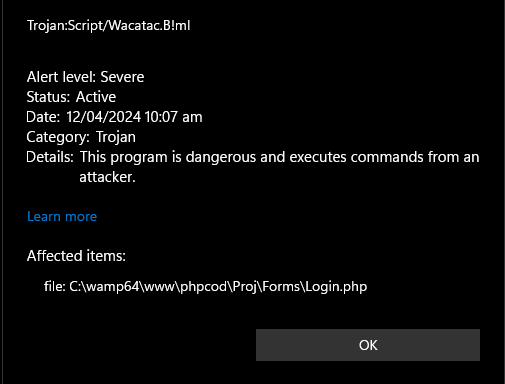 Trojan:Script/Wacatac.B!ml
Alert level: Severe
Status: Active
Date: 12/04/2024 10:07 am
Category: Trojan
Details: This program is dangerous and executes commands from an
attacker.
Learn more
Affected items:
file: C:\wamp64\www\phpcod\Proj\Forms\Login.php
OK